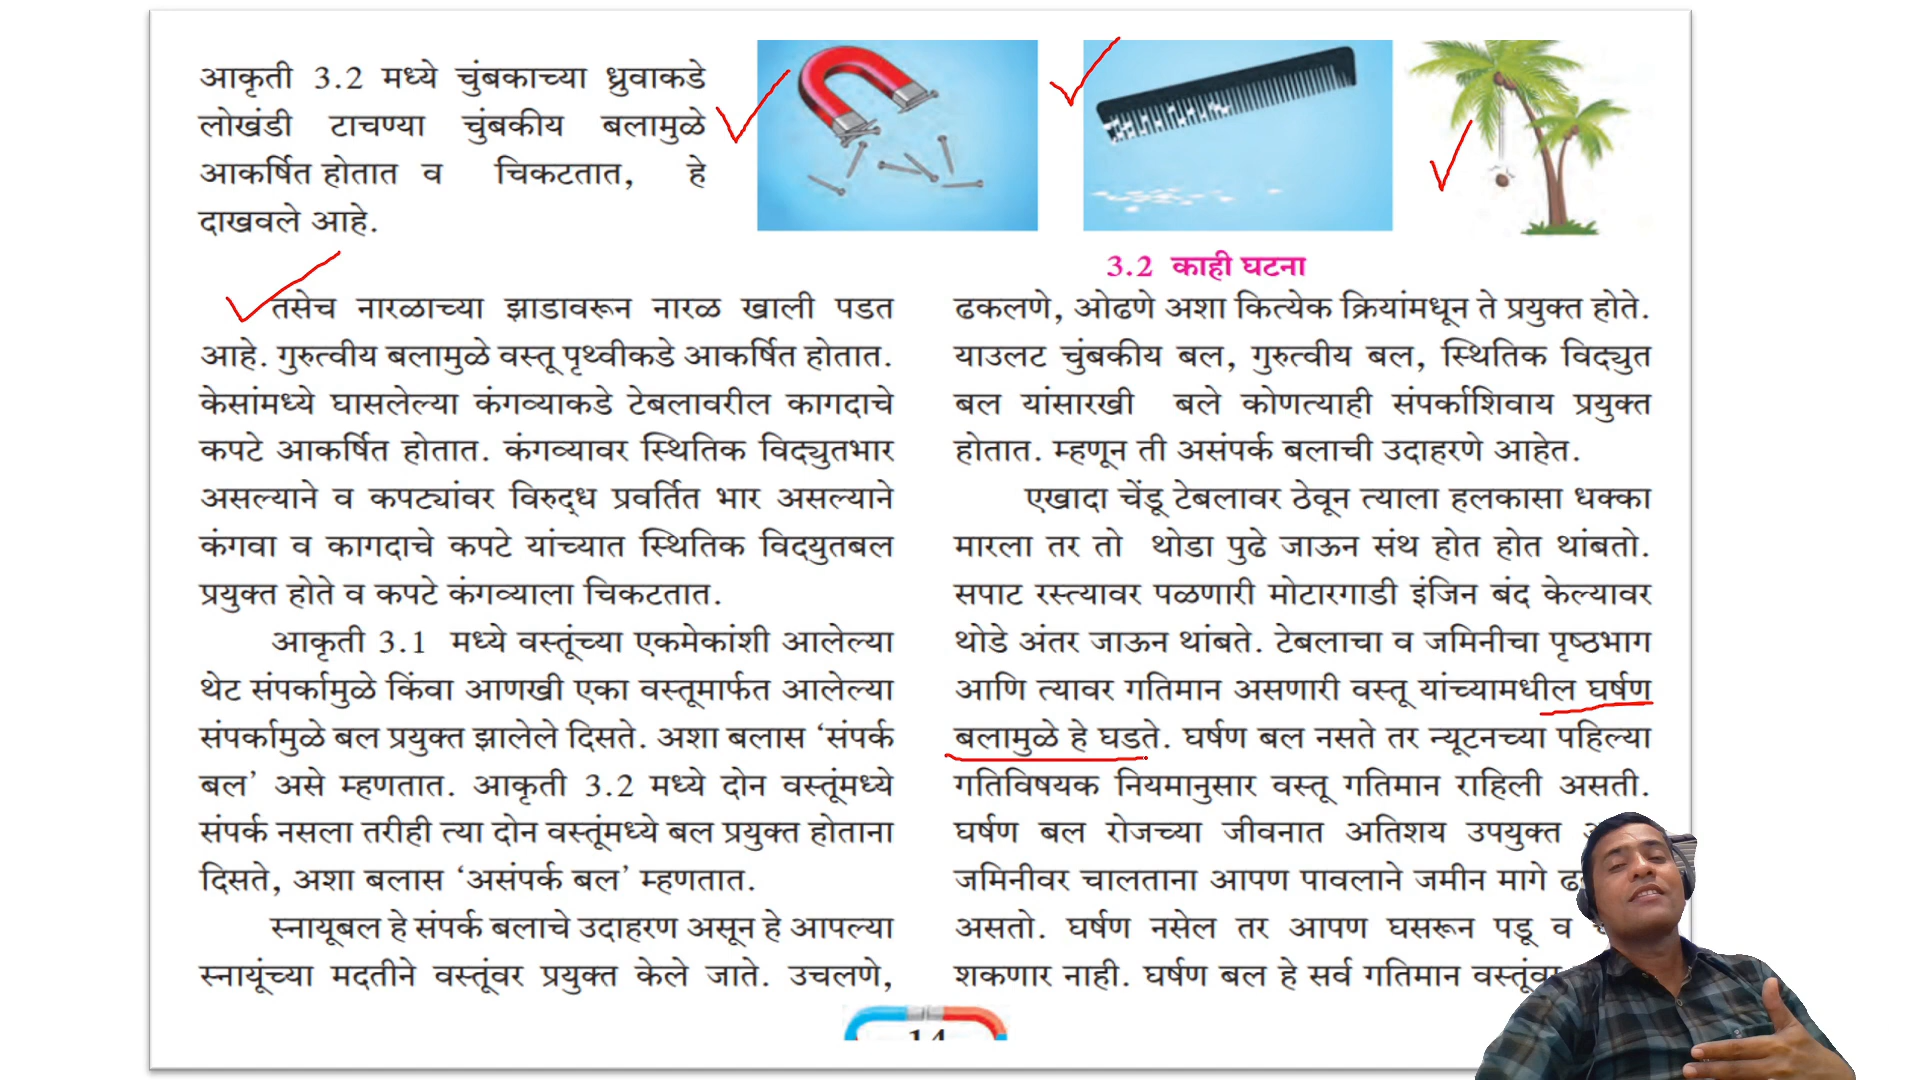 आकृती 3.2 मध्ये चुंबकाच्या ध्रुवाकडे
लोखंडी टाचण्या चुंबकीय बलामुळे
आकर्षित होतात व चिकटतात, हे
दाखवले आहे.
3.2 काही घटना
तसेच नारळाच्या झाडावरून नारळ खाली पडत
आहे. गुरुत्वीय बलामुळे वस्तू पृथ्वीकडे आकर्षित होतात.
केसांमध्ये घासलेल्या कंगव्याकडे टेबलावरील कागदाचे
कपटे आकर्षित होतात. कंगव्यावर स्थितिक विद्युतभार
असल्याने व कपट्यांवर विरुद्ध प्रवर्तित भार असल्याने
कंगवा व कागदाचे कपटे यांच्यात स्थितिक विद्युतबल
प्रयुक्त होते व कपटे कंगव्याला चिकटतात.
आकृती 3.1 मध्ये वस्तूंच्या एकमेकांशी आलेल्या
थेट संपर्कामुळे किंवा आणखी एका वस्तूमार्फत आलेल्या
संपर्कामुळे बल प्रयुक्त झालेले दिसते. अशा बलास ‘संपर्क
बल’ असे म्हणतात. आकृती 3.2 मध्ये दोन वस्तूंमध्ये
संपर्क नसला तरीही त्या दोन वस्तूंमध्ये बल प्रयुक्त होताना
दिसते, अशा बलास ‘असंपर्क बल’ म्हणतात.
स्नायूबल हे संपर्क बलाचे उदाहरण असून हे आपल्या
स्नायूंच्या मदतीने वस्तूंवर प्रयुक्त केले जाते. उचलणे,
ढकलणे, ओढणे अशा कित्येक क्रियांमधून ते प्रयुक्त होते.
याउलट चुंबकीय बल, गुरुत्वीय बल, स्थितिक विद्युत
बल यांसारखी बले कोणत्याही संपर्काशिवाय प्रयुक्त
होतात. म्हणून ती असंपर्क बलाची उदाहरणे आहेत.
एखादा चेंडू टेबलावर ठेवून त्याला हलकासा धक्का
मारला तर तो थोडा पुढे जाऊन संथ होत होत थांबतो.
सपाट रस्त्यावर पळणारी मोटारगाडी इंजिन बंद केल्यावर
थोडे अंतर जाऊन थांबते. टेबलाचा व जमिनीचा पृष्ठभाग
आणि त्यावर गतिमान असणारी वस्तू यांच्यामधील घर्षण
बलामुळे हे घडते. घर्षण बल नसते तर न्यूटनच्या पहिल्या
गतिविषयक नियमानुसार वस्तू गतिमान राहिली असती.
घर्षण बल रोजच्या जीवनात अतिशय उपयुक्त
जमिनीवर चालताना आपण पावलाने जमीन मागे
असतो. घर्षण नसेल तर आपण घसरून पडू व
शकणार नाही. घर्षण बल हे सर्व गतिमान
14